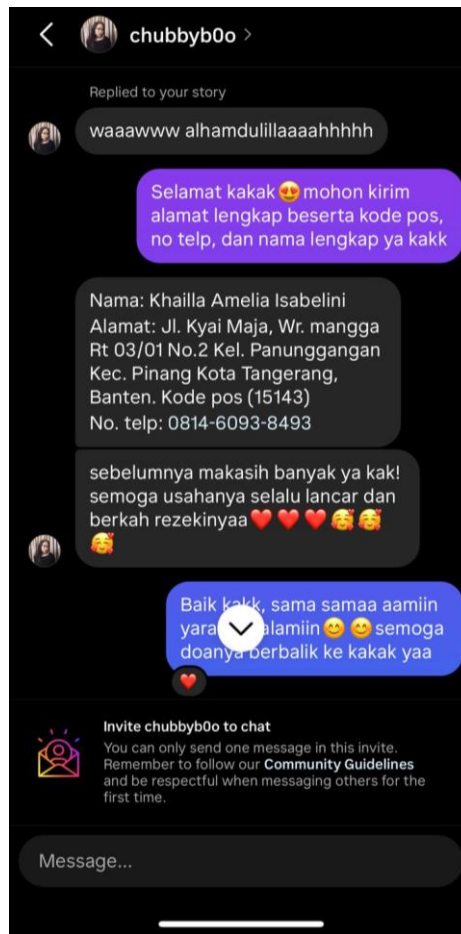 chubbyb0o >
Replied to your story
waaawww alhamdulillaaaahhhhh
Selamat kakak😍mohon kirim
alamat lengkap beserta kode pos,
no telp, dan nama lengkap ya kakk
Nama: Khailla Amelia Isabelini
Alamat: Jl. Kyai Maja, Wr. mangga
Rt 03/01 No.2 Kel. Panunggangan
Kec. Pinang Kota Tangerang,
Banten. Kode pos (15143)
No. telp: 0814-6093-8493
sebelumnya makasih banyak ya kak!
semoga usahanya selalu lancar dan
berkah rezekinyaa❤️❤️❤️🥰🥰
🥰
Baik kakk, sama samaa aamiin
yara alamiin😊😊semoga
doanya berbalik ke kakak yaa
❤️
Invite chubbyb0o to chat
You can only send one message in this invite.
Remember to follow our Community Guidelines
and be respectful when messaging others for the
first time.
Message...